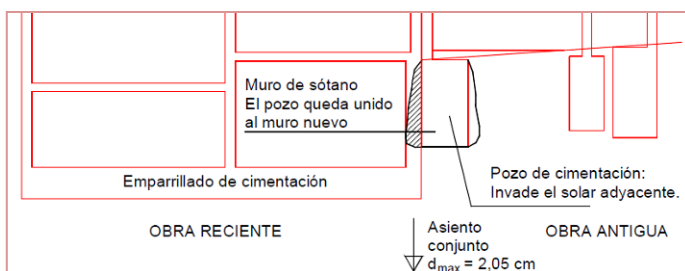 Muro de sótano
El pozo queda unido
al muro nuevo
Emparrillado de cimentación
Pozo de cimentación:
Invade el solar adyacente.
OBRA RECIENTE
Asiento
conjunto
dmax = 2,05 cm
OBRA ANTIGUA